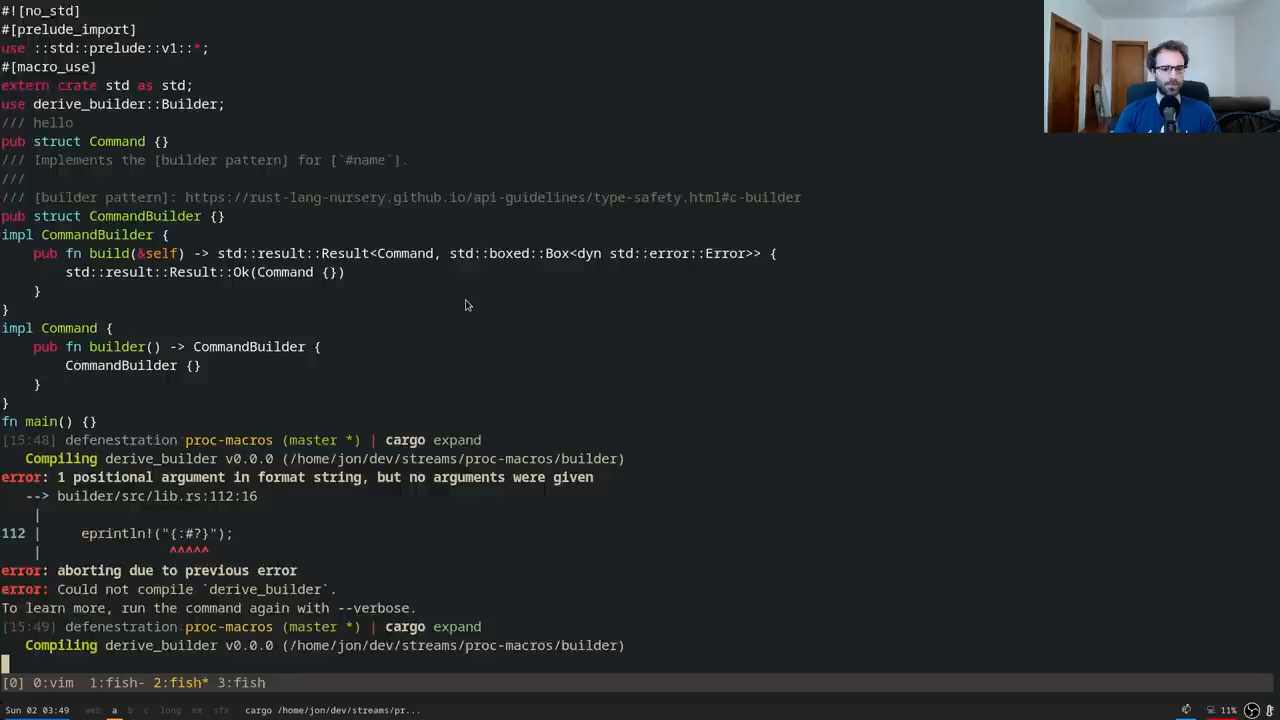 #![no_std]
#[prelude_import]
use ::std::prelude::v1::*;
#[macro_use]
extern crate std as std;
use derive_builder::Builder;
/// hello
pub struct Command {}
/// Implements the [builder pattern] for [`#name`].
///
/// [builder pattern]: https://rust-lang-nursery.github.io/api-guidelines/type-safety.html#c-builder
pub struct CommandBuilder {}
impl CommandBuilder {
    pub fn build(&self) -> std::result::Result<Command, std::boxed::Box<dyn std::error::Error>> {
        std::result::Result::Ok(Command {})
    }
}
impl Command {
    pub fn builder() -> CommandBuilder {
        CommandBuilder {}
    }
}
fn main() {}
[15:48] defenestration proc-macros (master *) | cargo expand
   Compiling derive_builder v0.0.0 (/home/jon/dev/streams/proc-macros/builder)
error: 1 positional argument in format string, but no arguments were given
   --> builder/src/lib.rs:112:16
    |
112 |     eprintln!("{:#?}");
    |                ^^^^^
error: aborting due to previous error
error: Could not compile `derive_builder`.
To learn more, run the command again with --verbose.
[15:49] defenestration proc-macros (master *) | cargo expand
   Compiling derive_builder v0.0.0 (/home/jon/dev/streams/proc-macros/builder)
[0] 0:vim  1:fish- 2:fish* 3:fish
Sun 02 03:49 web a b c long mx sfx cargo /home/jon/dev/streams/pr... 11%